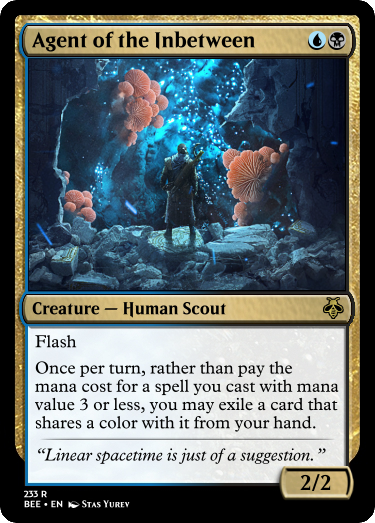 Agent of the Inbetween
Creature — Human Scout
Flash
Once per turn, rather than pay the
mana cost for a spell you cast with mana
value 3 or less, you may exile a card that
shares a color with it from your hand.
“Linear spacetime is just of a suggestion.”
2/2
233 R
BEE • EN Stas Yurev